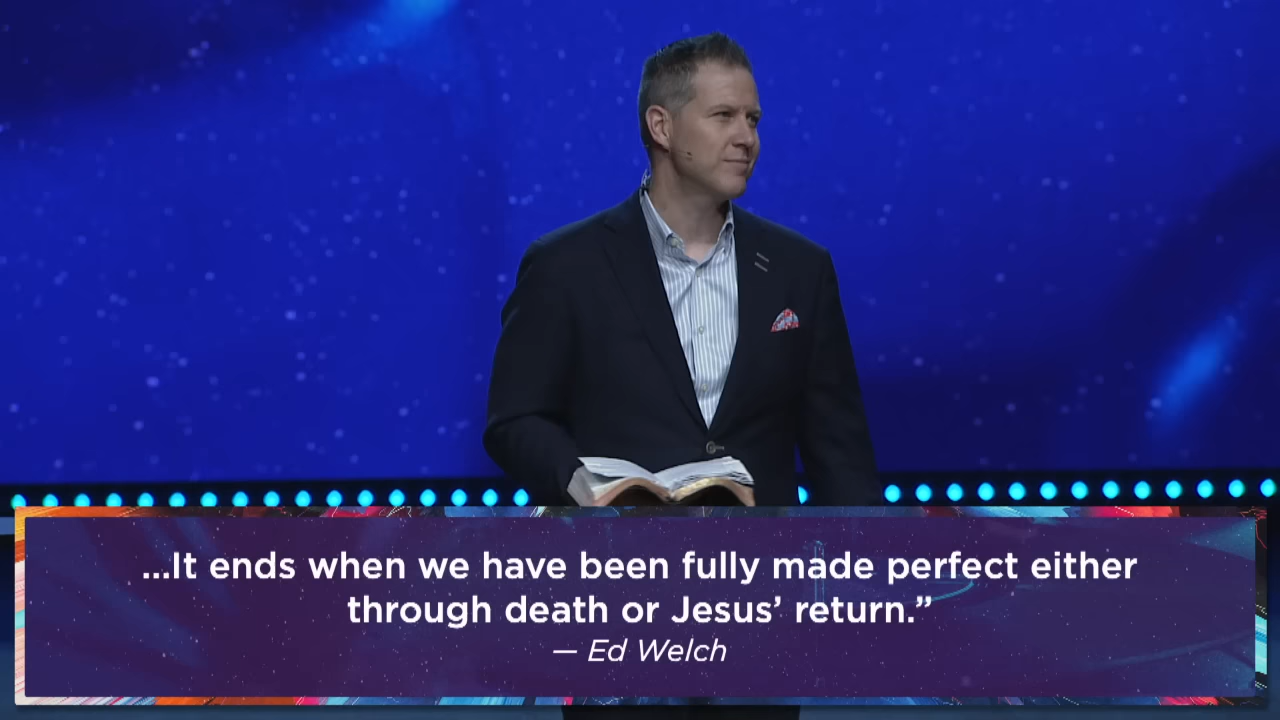 ...It ends when we have been fully made perfect either
through death or Jesus’ return.”
— Ed Welch